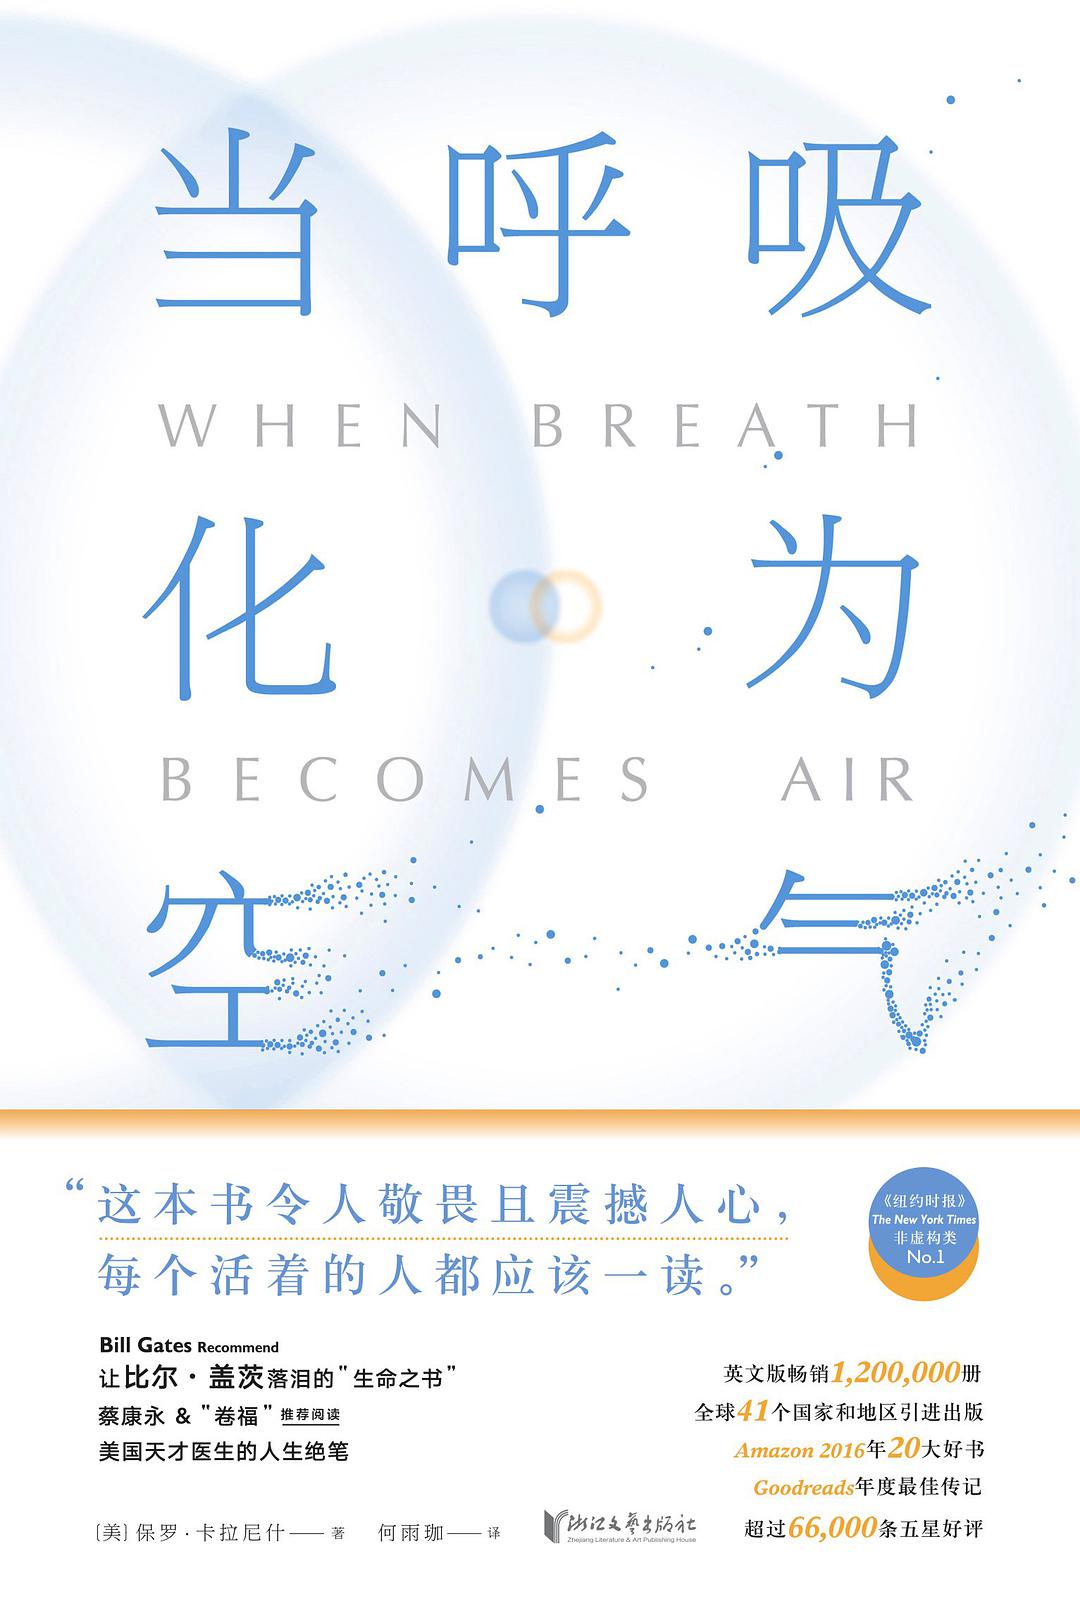 当呼吸
WHEN BREATH
化为
BECOMES AIR
空气
“这本书令人敬畏且震撼人心，
每个活着的人都应该一读。”
《纽约时报》
The New York Times
非虚构类
No.1
Bill Gates Recommend
让比尔·盖茨落泪的“生命之书”
蔡康永 & “卷福” 推荐阅读
美国天才医生的人生绝笔
英文版畅销1,200,000册
全球41个国家和地区引进出版
Amazon 2016年20大好书
Goodreads年度最佳传记
超过66,000条五星好评
[美] 保罗·卡拉尼什——著 何雨珈——译
浙江文艺出版社
Zhejiang Literature & Art Publishing House